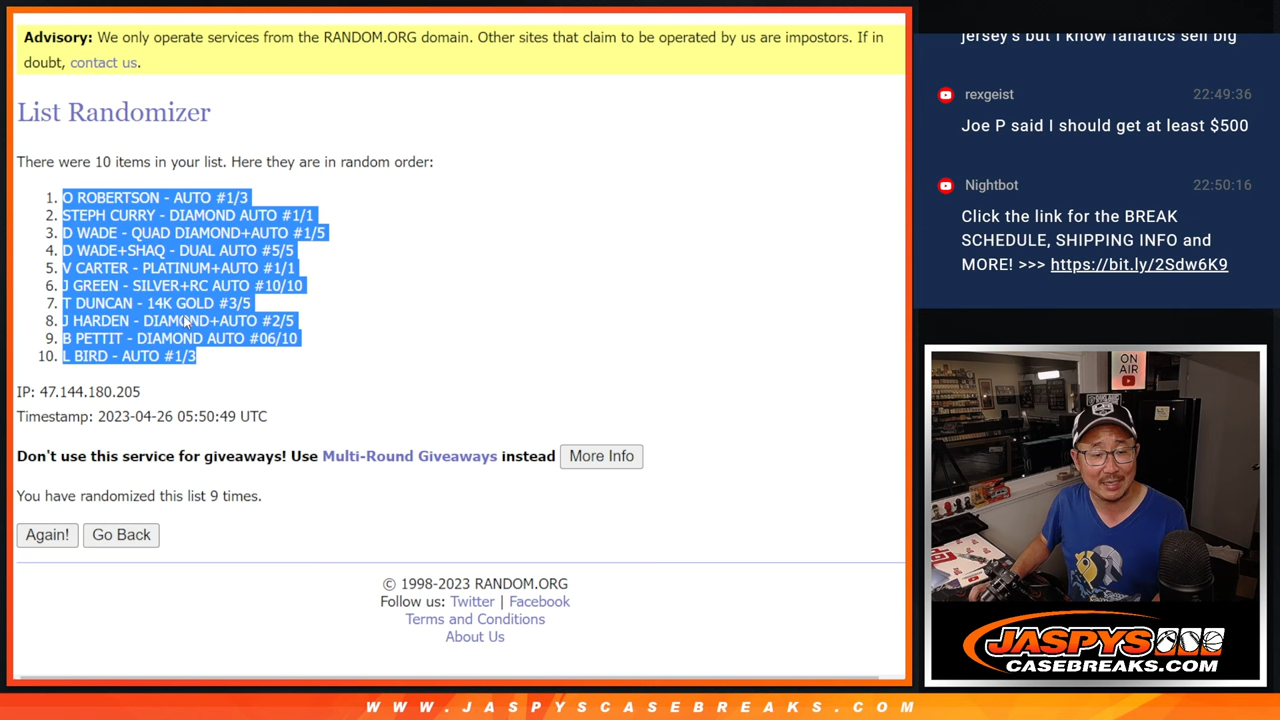 Advisory: We only operate services from the RANDOM.ORG domain. Other sites that claim to be operated by us are impostors. If in
doubt, contact us.
List Randomizer
There were 10 items in your list. Here they are in random order:
1. O ROBERTSON - AUTO #1/3
2. STEPH CURRY - DIAMOND AUTO #1/1
3. D WADE - QUAD DIAMOND+AUTO #1/5
4. D WADE+SHAQ - DUAL AUTO #5/5
5. V CARTER - PLATINUM+AUTO #1/1
6. J GREEN - SILVER+RC AUTO #10/10
7. T DUNCAN - 14K GOLD #3/5
8. J HARDEN - DIAMOND+AUTO #2/5
9. B PETTIT - DIAMOND AUTO #06/10
10. L BIRD - AUTO #1/3
IP: 47.144.180.205
Timestamp: 2023-04-26 05:50:49 UTC
Don't use this service for giveaways! Use Multi-Round Giveaways instead More Info
You have randomized this list 9 times.
Again! Go Back
© 1998-2023 RANDOM.ORG
Follow us: Twitter | Facebook
Terms and Conditions
About Us
jersey's but I know fanatics sell big
rexgeist 22:49:36
Joe P said I should get at least $500
Nightbot 22:50:16
Click the link for the BREAK
SCHEDULE, SHIPPING INFO and
MORE! >>> https://bit.ly/2Sdw6K9
ON
AIR
JASPYS
CASEBREAKS.COM
WWW.JASPYSCASEBREAKS.COM